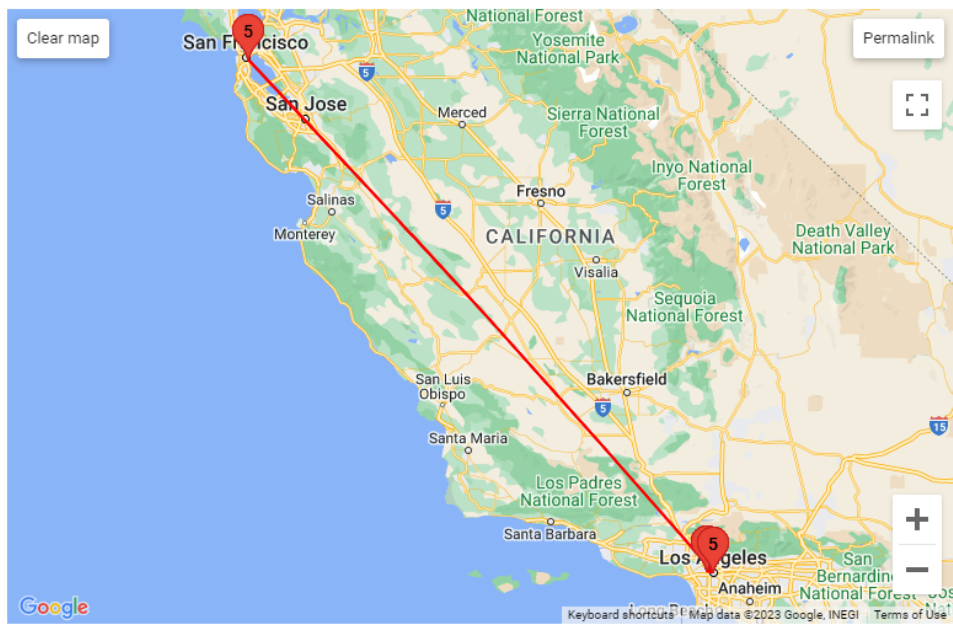 National Forest
Clear map
5
San Francisco
Yosemite
National Park
Permalink
5
San Jose
Merced
Sierra National
Forest
Inyo National
Forest
Fresno
Salinas
5
Monterey
CALIFORNIA
Death Valley
National Park
Visalia
Sequoia
National Forest
San Luis
Obispo
Bakersfield
5
15
Santa Maria
Los Padres
National Forest
Santa Barbara
5
Los Angeles
San
Bernardino
National Forest
Anaheim
Long Beach
Google
Keyboard shortcuts
Map data ©2023 Google, INEGI
Terms of Use